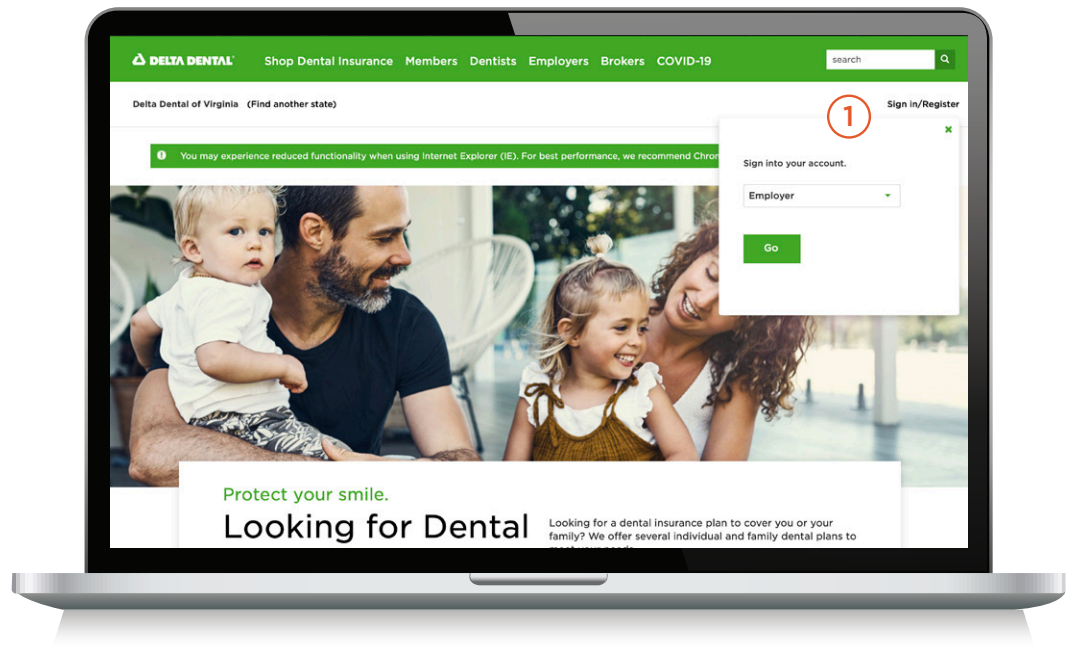 DELTA DENTAL
Shop Dental Insurance Members Dentists Employers Brokers COVID-19
search
Delta Dental of Virginia (Find another state)
Sign in/Register
1
You may experience reduced functionality when using Internet Explorer (IE). For best performance, we recommend Chrom
Sign into your account.
Employer
Go
Protect your smile.
Looking for Dental
Looking for a dental insurance plan to cover you or your
family? We offer several individual and family dental plans to
meet your needs